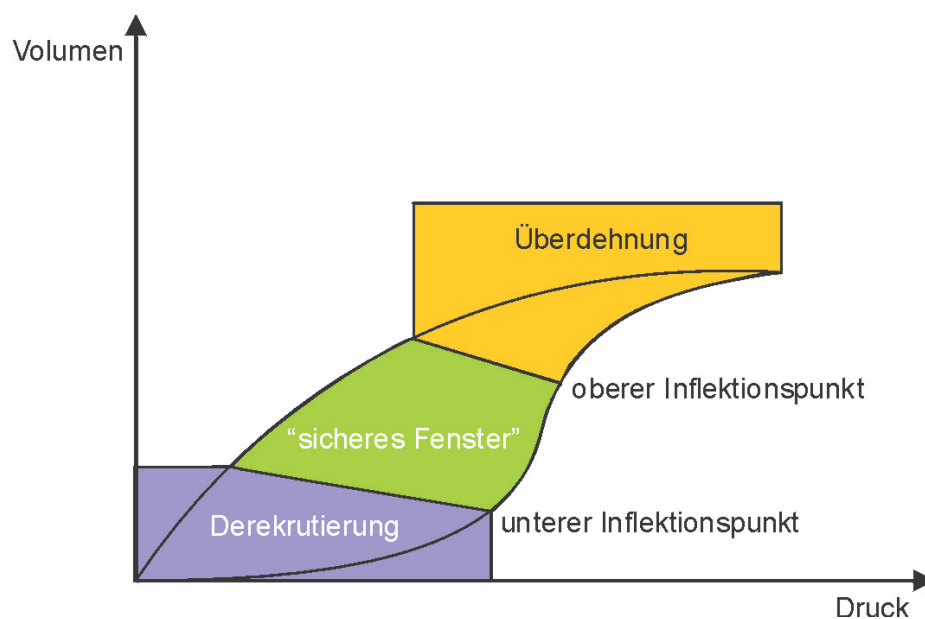 Volumen
Überdehnung
oberer Inflektionspunkt
“sicheres Fenster”
Derekrutierung
unterer Inflektionspunkt
Druck